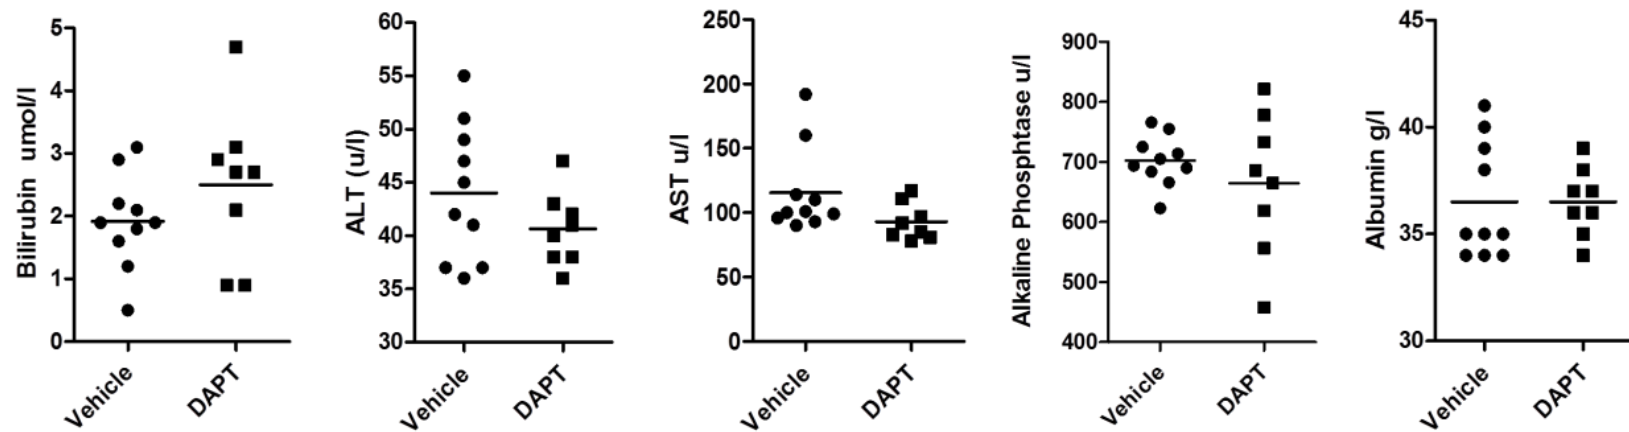 Bilirubin umol/l
5
4
3
2
1
0
Vehicle
DAPT
ALT (u/l)
60
55
50
45
40
35
30
Vehicle
DAPT
AST u/l
250
200
150
100
50
0
Vehicle
DAPT
Alkaline Phosphtase u/l
900
800
700
600
500
400
Vehicle
DAPT
Albumin g/l
45
40
35
30
Vehicle
DAPT